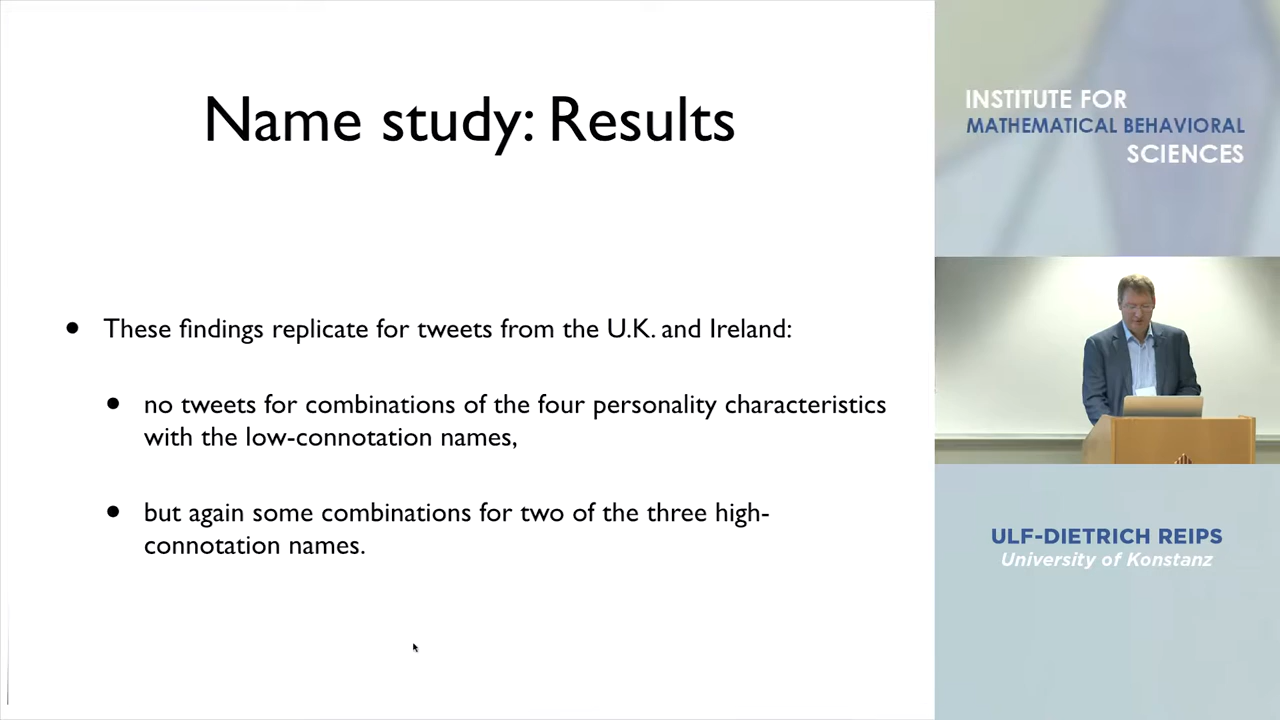 Name study: Results
• These findings replicate for tweets from the U.K. and Ireland:
• no tweets for combinations of the four personality characteristics
with the low-connotation names,
• but again some combinations for two of the three high-
connotation names.
INSTITUTE FOR
MATHEMATICAL BEHAVIORAL
SCIENCES
ULF-DIETRICH REIPS
University of Konstanz